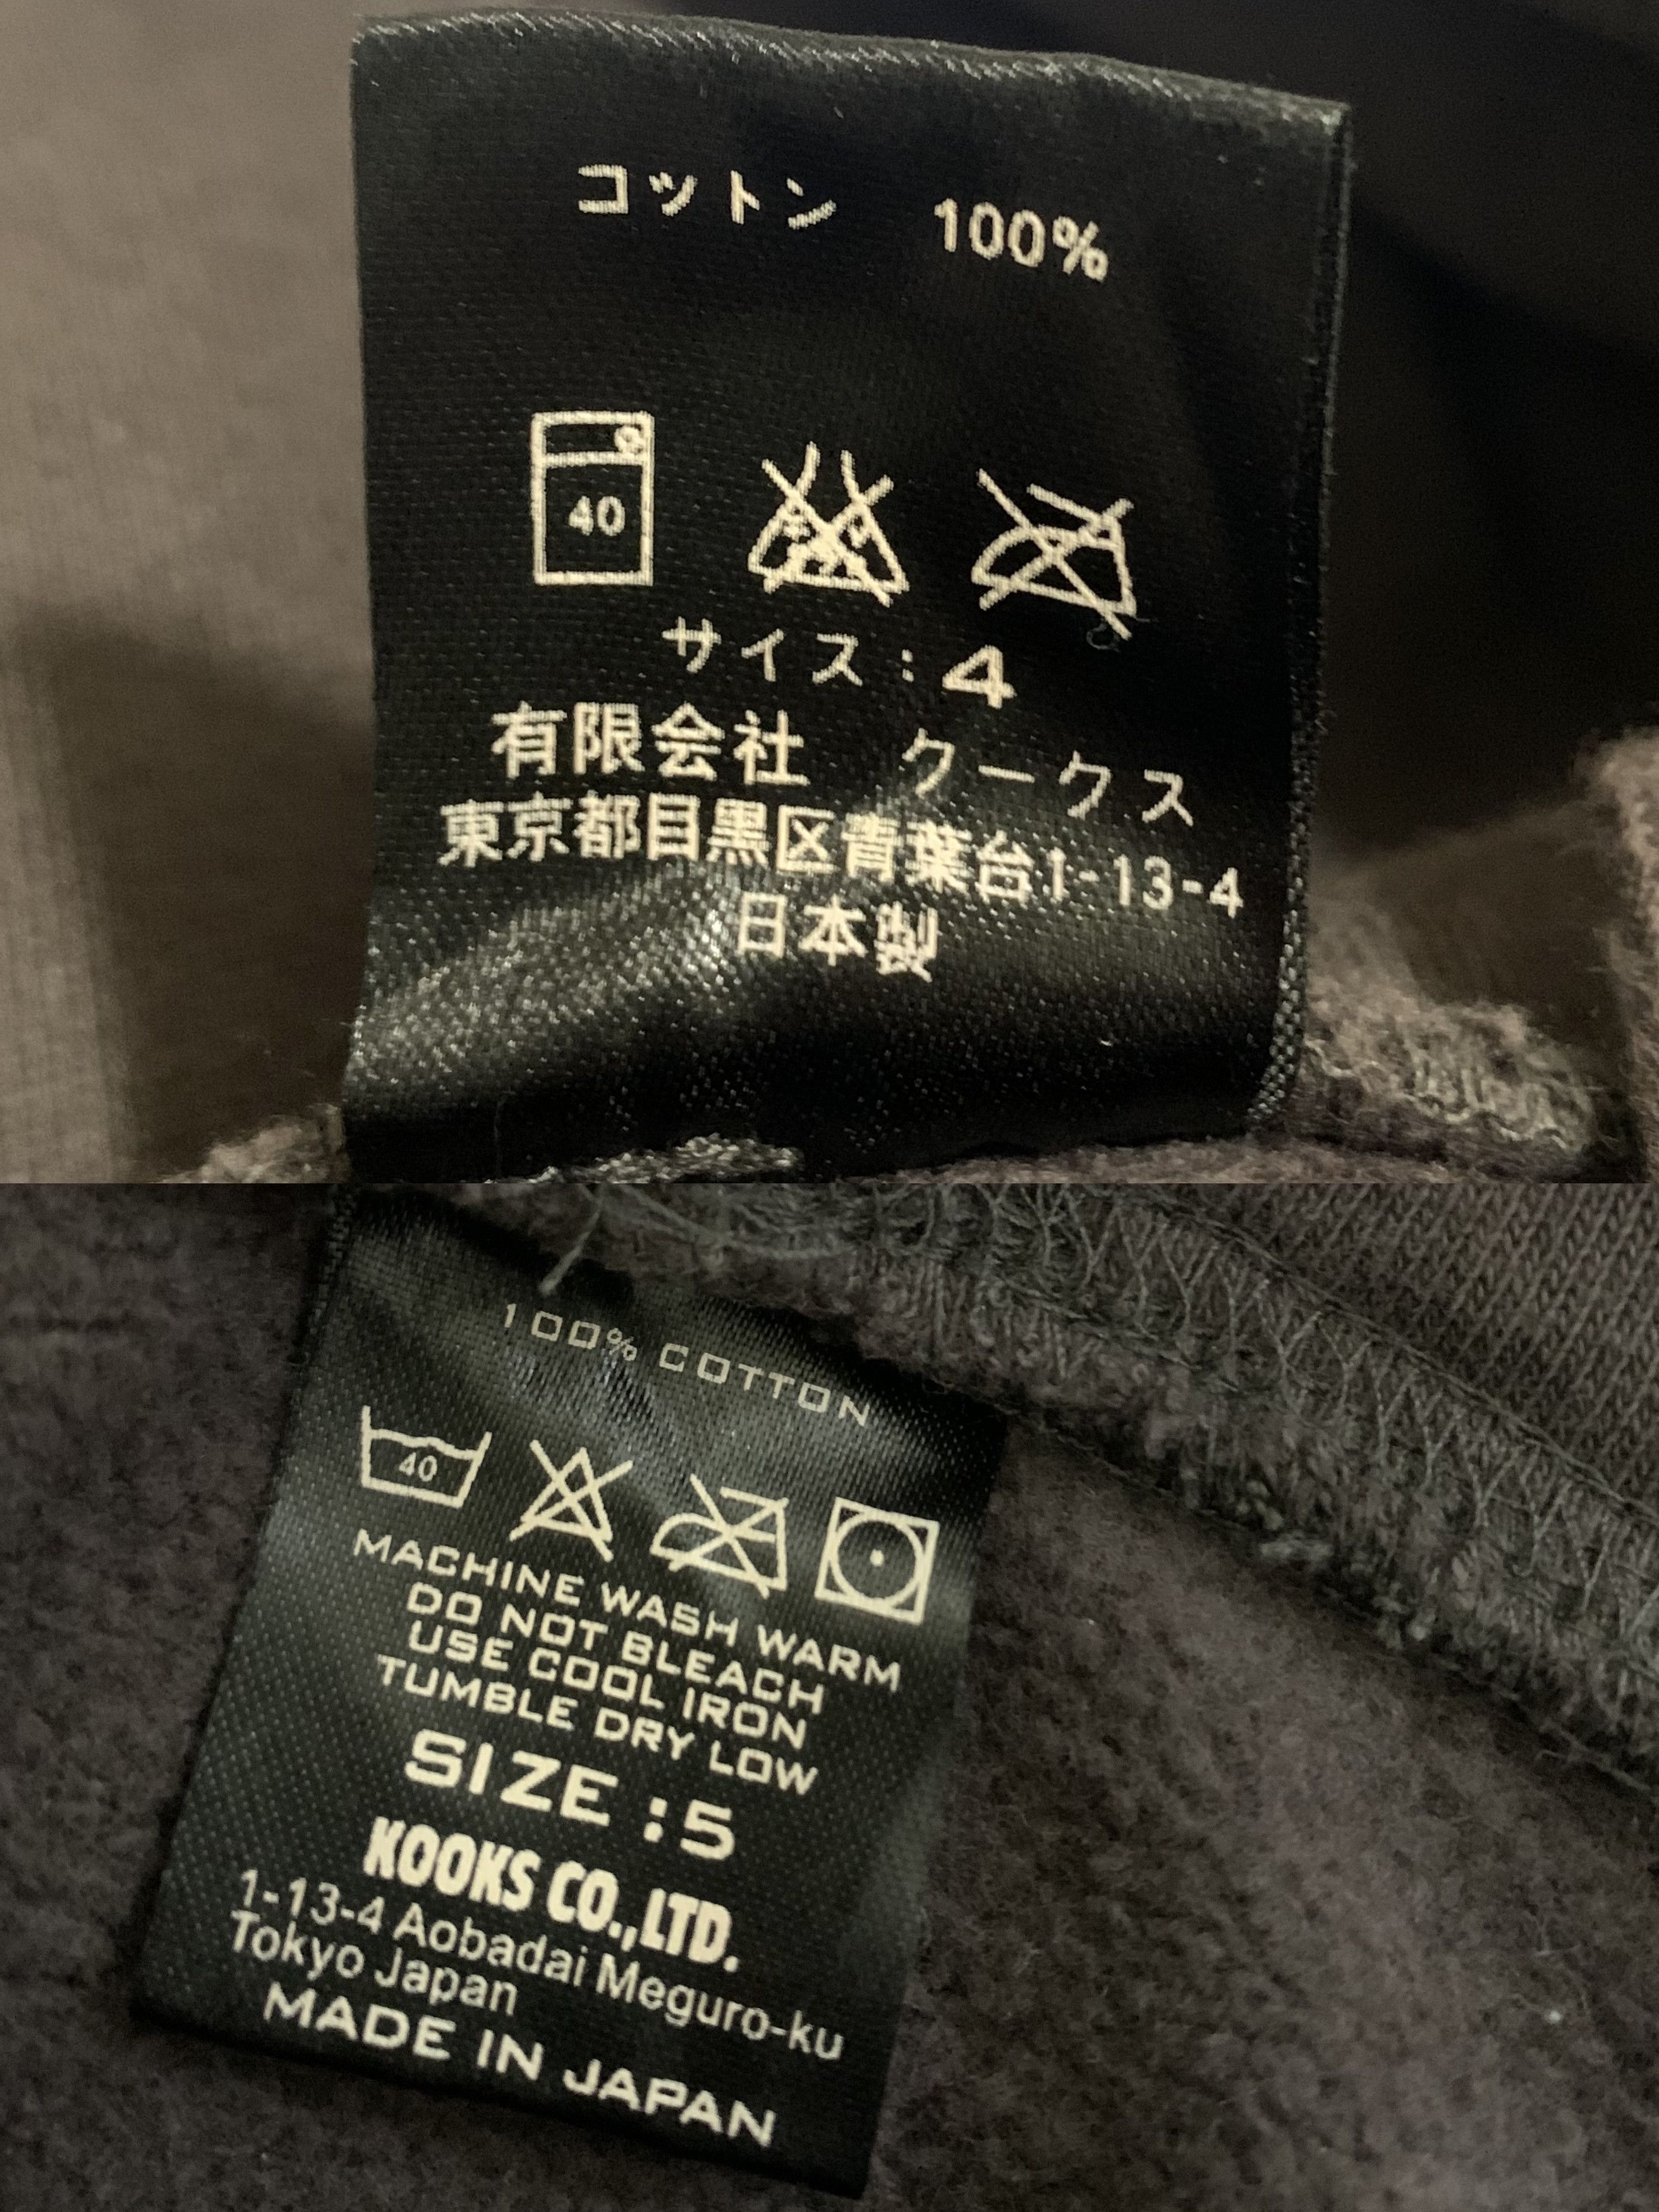 コットン 100%
40
サイズ：4
有限会社 クークス
東京都目黒区青葉台1-13-4
日本製
100% COTTON
40
MACHINE WASH WARM
DO NOT BLEACH
USE COOL IRON
TUMBLE DRY LOW
SIZE :5
KOOKS CO.,LTD.
1-13-4 Aobadai Meguro-ku
Tokyo Japan
MADE IN JAPAN